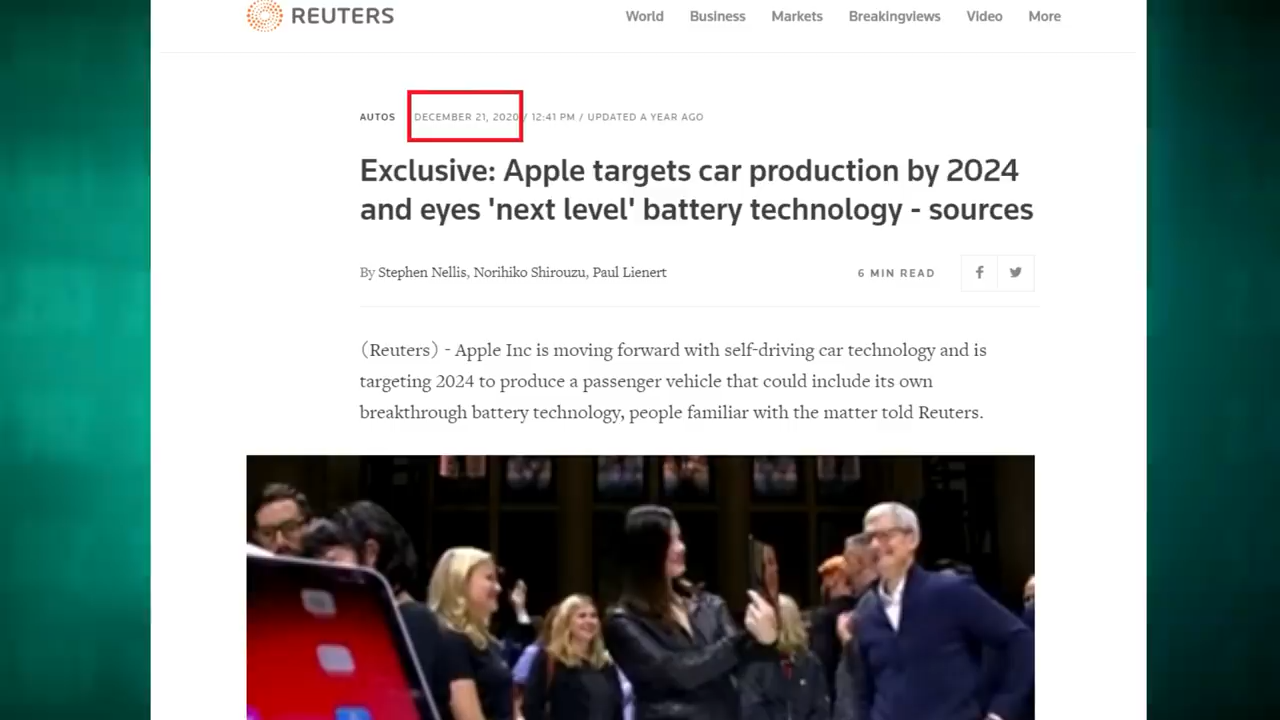 REUTERS
World Business Markets Breakingviews Video More
AUTOS DECEMBER 21, 2020 / 12:41 PM / UPDATED A YEAR AGO
Exclusive: Apple targets car production by 2024
and eyes 'next level' battery technology - sources
By Stephen Nellis, Norihiko Shirouzu, Paul Lienert
6 MIN READ
(Reuters) - Apple Inc is moving forward with self-driving car technology and is
targeting 2024 to produce a passenger vehicle that could include its own
breakthrough battery technology, people familiar with the matter told Reuters.